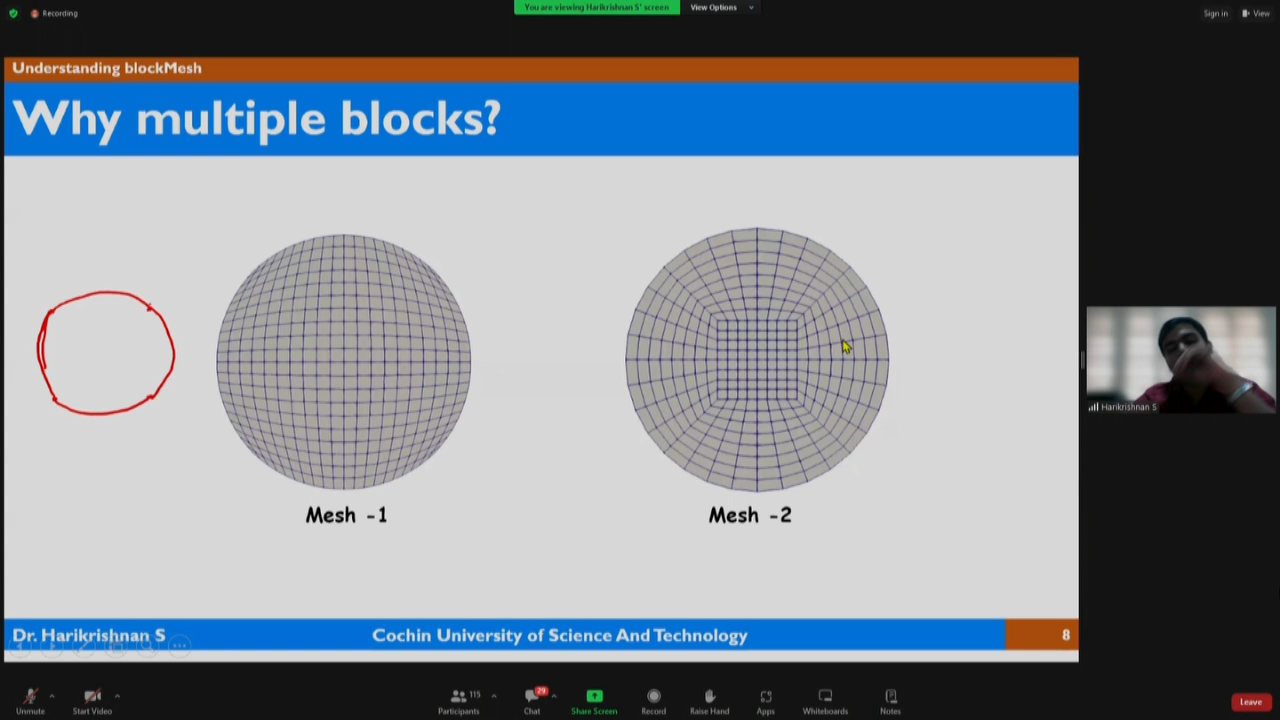 Recording
You are viewing Harikrishnan S' screen
View Options
Sign in
View
Understanding blockMesh
Why multiple blocks?
Mesh -1
Mesh -2
Harikrishnan S
Dr. Harikrishnan S
Cochin University of Science And Technology
8
Unmute
Start Video
115
Participants
29
Chat
Share Screen
Record
Raise Hand
Apps
Whiteboards
Notes
Leave